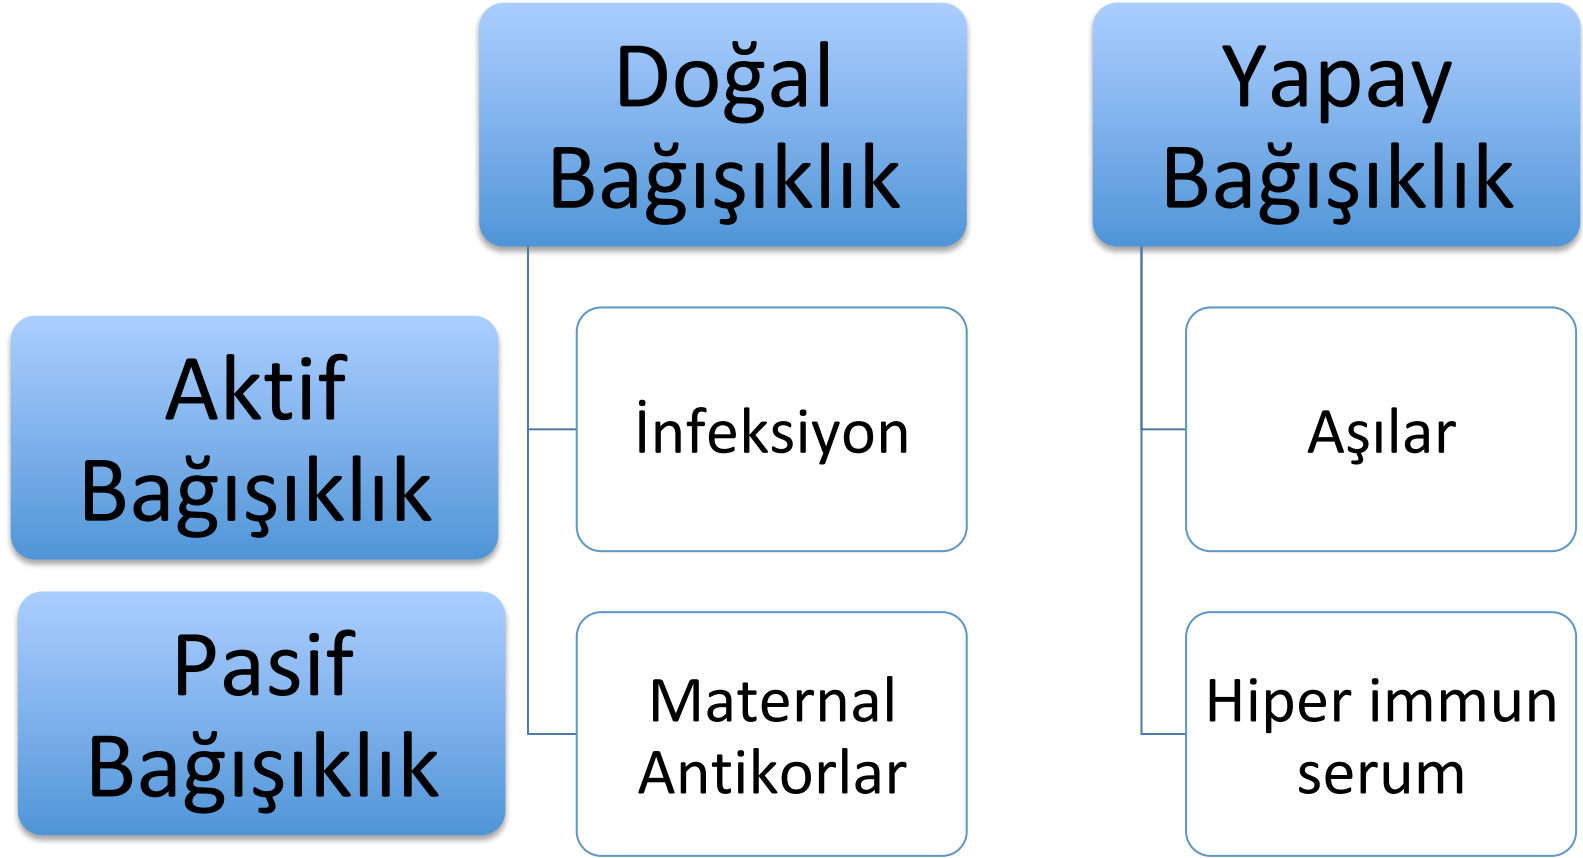 Doğal
Bağışıklık
Yapay
Bağışıklık
Aktif
Bağışıklık
İnfeksiyon
Aşılar
Pasif
Bağışıklık
Maternal
Antikorlar
Hiper immun
serum